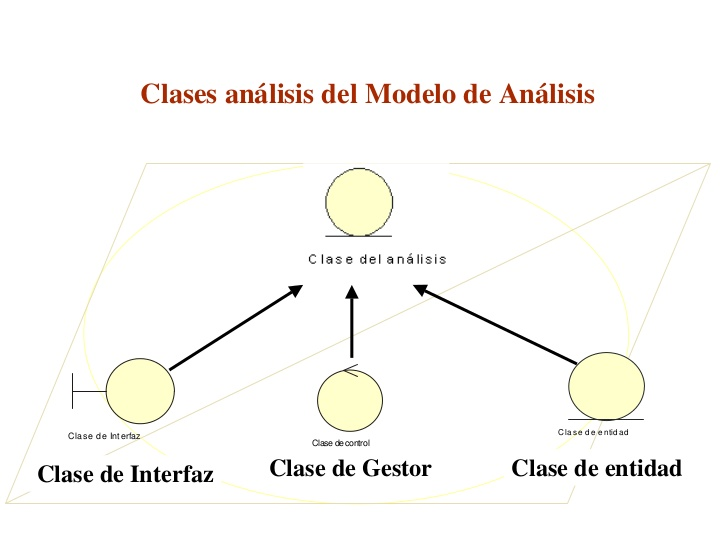 Clases análisis del Modelo de Análisis
Clase del análisis
Clase de Interfaz
Clase de control
Clase de entidad
Clase de Interfaz
Clase de Gestor
Clase de entidad